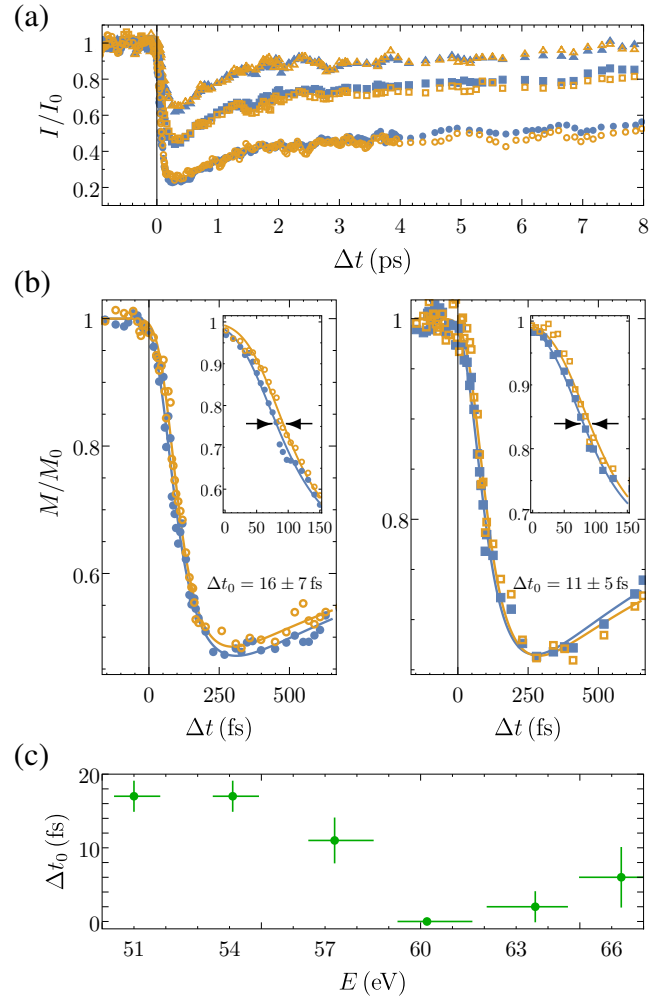 (a)
1
0.8
0.6
0.4
0.2
I/I₀
0 1 2 3 4 5 6 7 8
Δt (ps)
(b)
1
0.8
0.6
M/M₀
0 250 500
Δt (fs)
1
0.9
0.8
0.7
0.6
0 50 100 150
Δt₀ = 16 ± 7 fs
1
0.8
0 250 500
Δt (fs)
1
0.9
0.8
0.7
0 50 100 150
Δt₀ = 11 ± 5 fs
(c)
20
10
0
Δt₀ (fs)
51 54 57 60 63 66
E (eV)